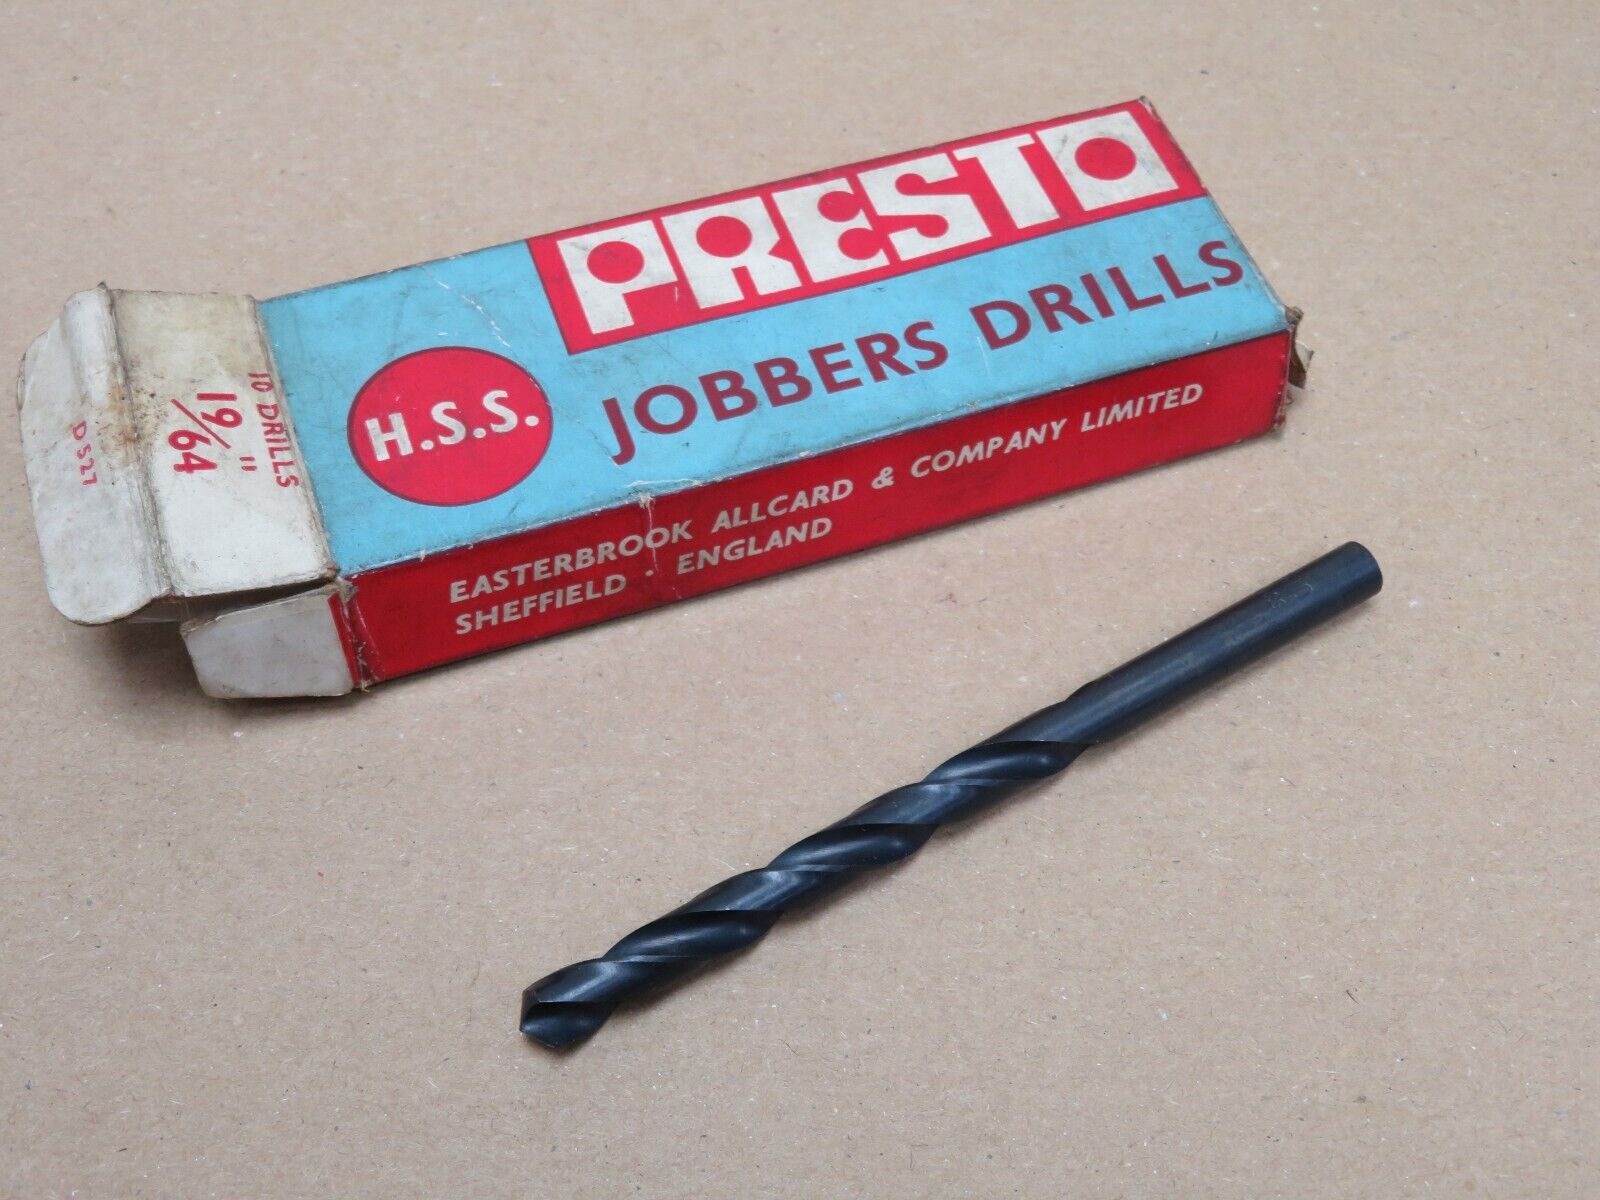 PRESTO
JOBBERS DRILLS
H.S.S.
EASTERBROOK ALLCARD & COMPANY LIMITED
SHEFFIELD · ENGLAND
10 DRILLS
19/64"
D527